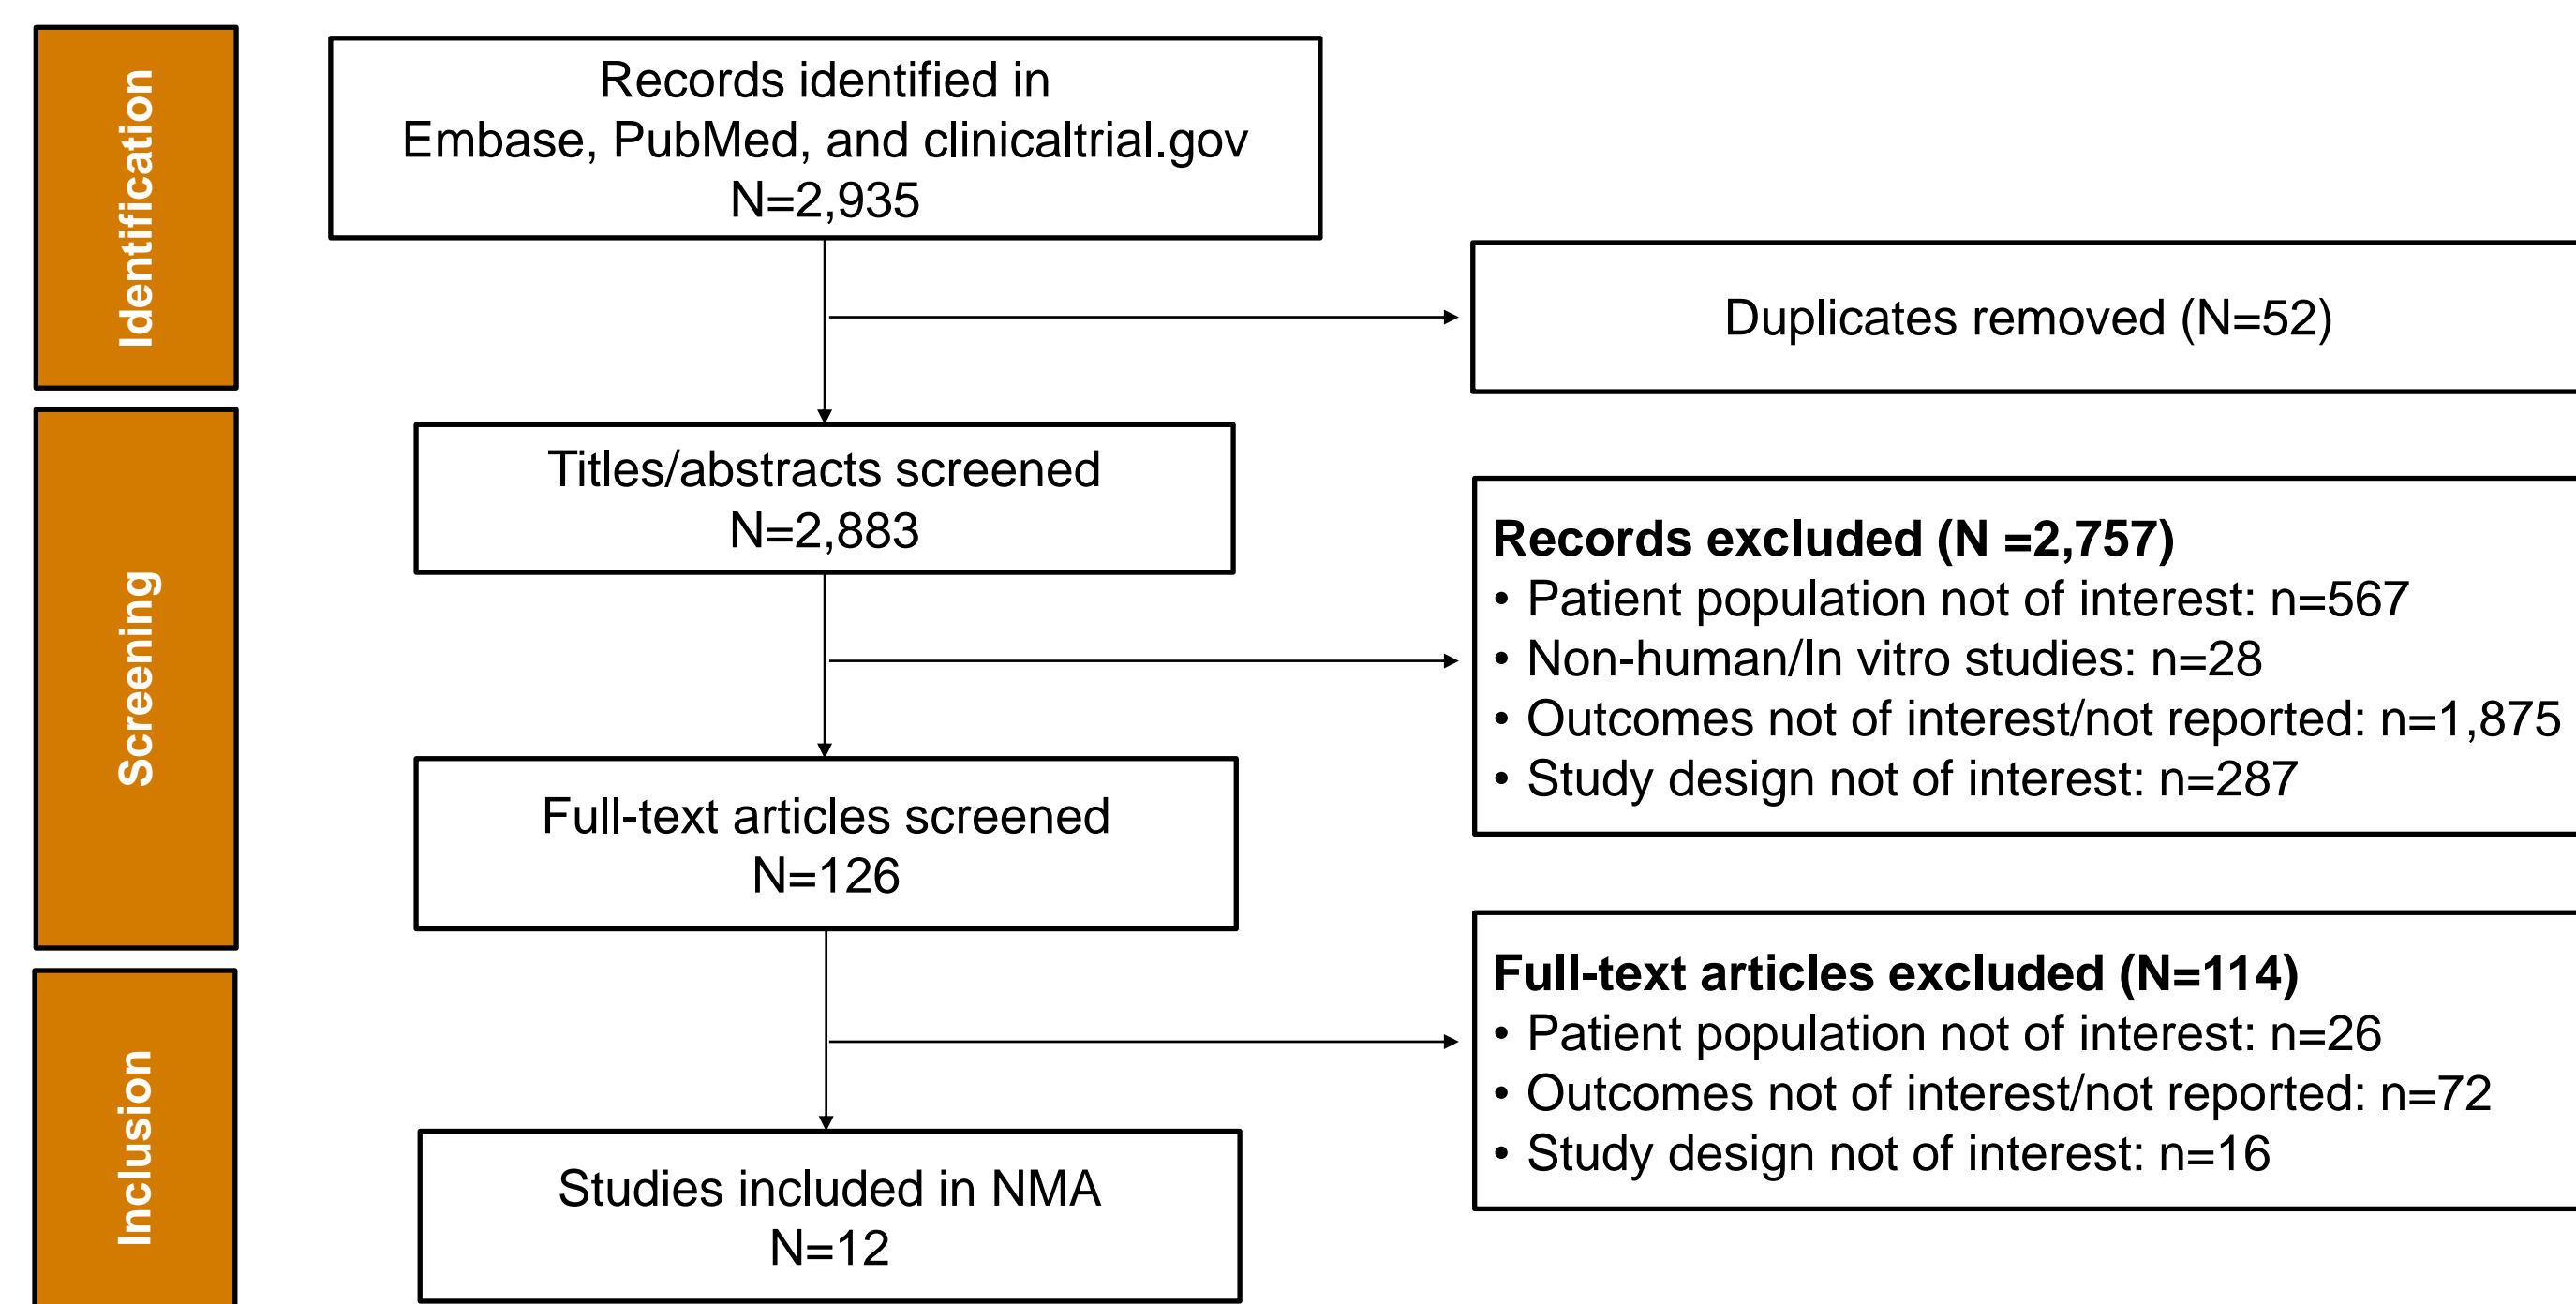 Identification
Records identified in
Embase, PubMed, and clinicaltrial.gov
N=2,935
Duplicates removed (N=52)
Screening
Titles/abstracts screened
N=2,883
Records excluded (N =2,757)
• Patient population not of interest: n=567
• Non-human/In vitro studies: n=28
• Outcomes not of interest/not reported: n=1,875
• Study design not of interest: n=287
Full-text articles screened
N=126
Full-text articles excluded (N=114)
• Patient population not of interest: n=26
• Outcomes not of interest/not reported: n=72
• Study design not of interest: n=16
Inclusion
Studies included in NMA
N=12